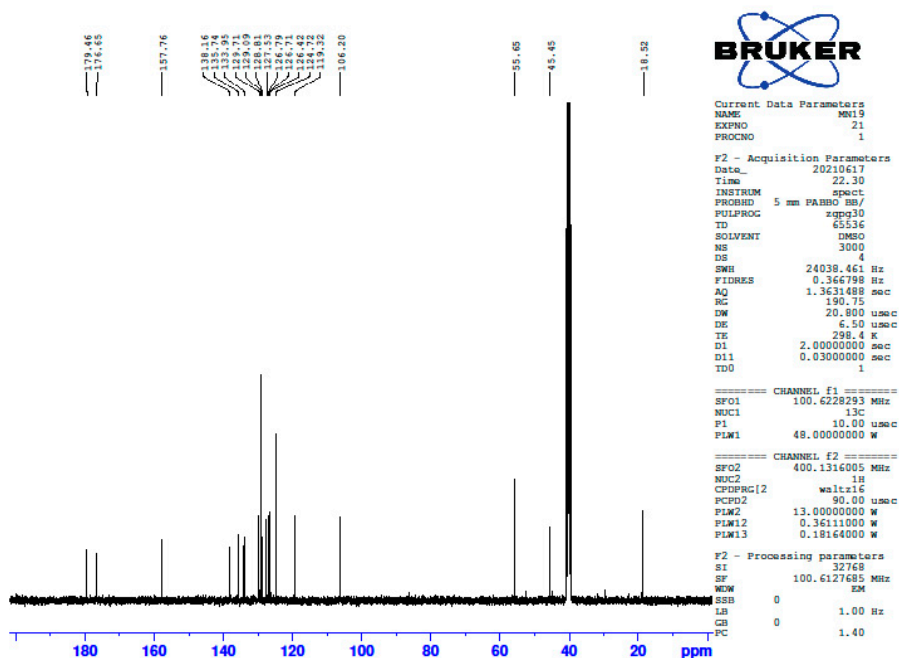 179.46
176.65
157.76
138.16
135.74
133.95
129.71
129.09
128.81
127.53
126.79
126.71
126.42
124.72
119.32
106.20
55.65
45.45
18.52
BRUKER
Current Data Parameters
NAME MN19
EXPNO 21
PROCNO 1
F2 - Acquisition Parameters
Date_ 20210617
Time 22.30
INSTRUM spect
PROBHD 5 mm PABBO BB/
PULPROG zgpg30
TD 65536
SOLVENT DMSO
NS 3000
DS 4
SWH 24038.461 Hz
FIDRES 0.366798 Hz
AQ 1.3631488 sec
RG 190.75
DW 20.800 usec
DE 6.50 usec
TE 298.4 K
D1 2.00000000 sec
D11 0.03000000 sec
TD0 1
======== CHANNEL f1 ========
SFO1 100.6228293 MHz
NUC1 13C
P1 10.00 usec
PLW1 48.00000000 W
======== CHANNEL f2 ========
SFO2 400.1316005 MHz
NUC2 1H
CPDPRG[2 waltz16
PCPD2 90.00 usec
PLW2 13.00000000 W
PLW12 0.36111000 W
PLW13 0.18164000 W
F2 - Processing parameters
SI 32768
SF 100.6127685 MHz
WDW EM
SSB 0
LB 1.00 Hz
GB 0
PC 1.40
180 160 140 120 100 80 60 40 20 ppm